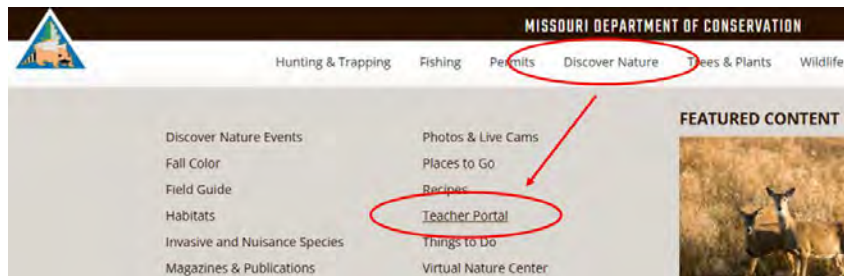 MISSOURI DEPARTMENT OF CONSERVATION
Hunting & Trapping Fishing Permits Discover Nature Trees & Plants Wildlife
FEATURED CONTENT
Discover Nature Events Photos & Live Cams
Fall Color Places to Go
Field Guide Recipes
Habitats Teacher Portal
Invasive and Nuisance Species Things to Do
Magazines & Publications Virtual Nature Center